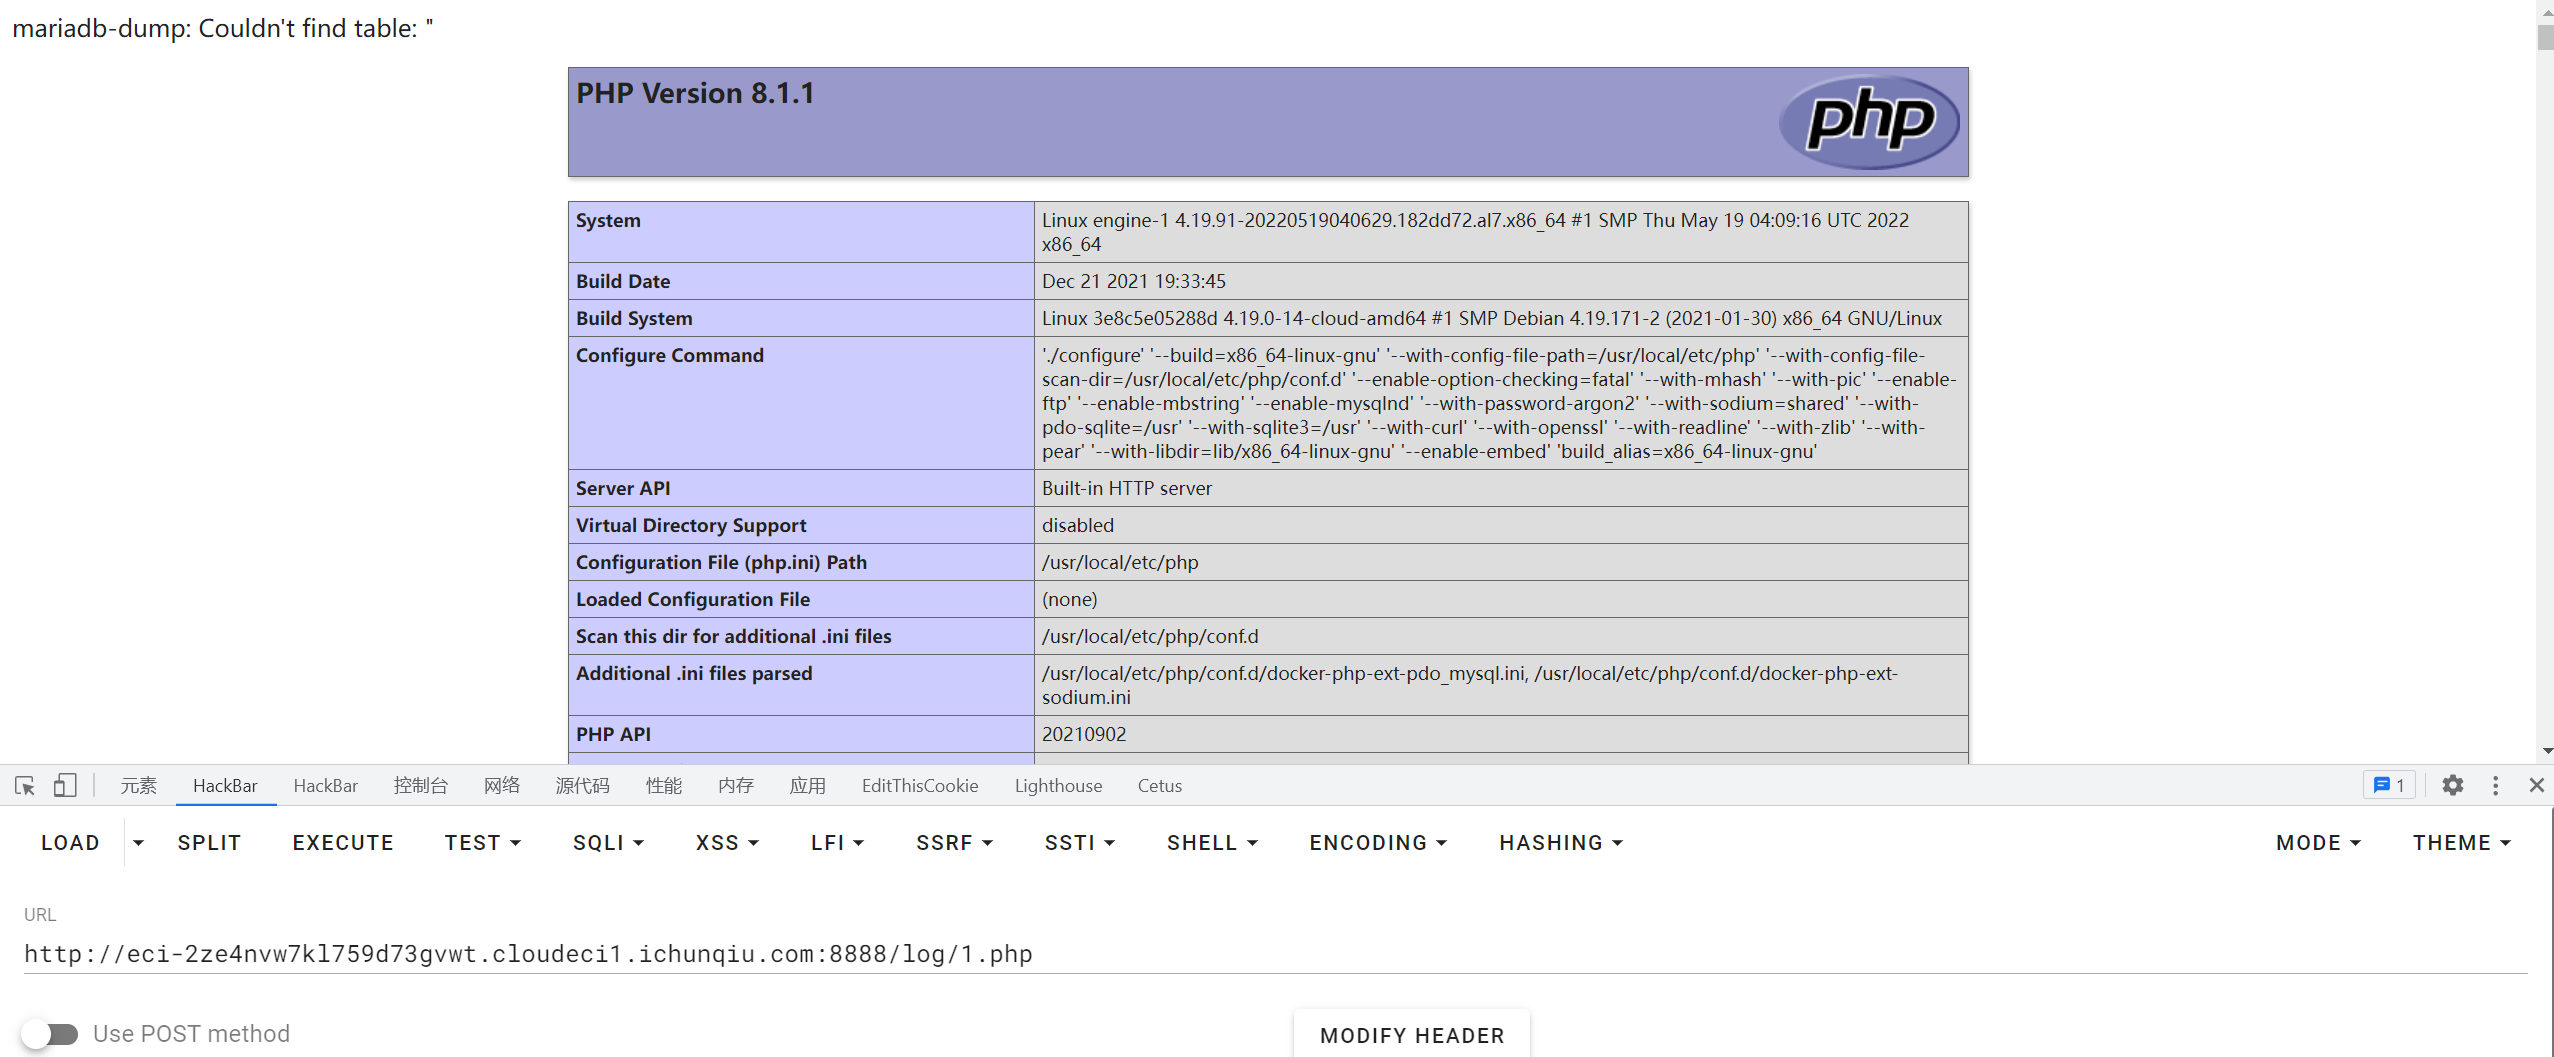 mariadb-dump: Couldn't find table: "
PHP Version 8.1.1
php
System
Linux engine-1 4.19.91-20220519040629.182dd72.al7.x86_64 #1 SMP Thu May 19 04:09:16 UTC 2022
x86_64
Build Date
Dec 21 2021 19:33:45
Build System
Linux 3e8c5e05288d 4.19.0-14-cloud-amd64 #1 SMP Debian 4.19.171-2 (2021-01-30) x86_64 GNU/Linux
Configure Command
'./configure' '--build=x86_64-linux-gnu' '--with-config-file-path=/usr/local/etc/php' '--with-config-file-
scan-dir=/usr/local/etc/php/conf.d' '--enable-option-checking=fatal' '--with-mhash' '--with-pic' '--enable-
ftp' '--enable-mbstring' '--enable-mysqlnd' '--with-password-argon2' '--with-sodium=shared' '--with-
pdo-sqlite=/usr' '--with-sqlite3=/usr' '--with-curl' '--with-openssl' '--with-readline' '--with-zlib' '--with-
pear' '--with-libdir=lib/x86_64-linux-gnu' '--enable-embed' 'build_alias=x86_64-linux-gnu'
Server API
Built-in HTTP server
Virtual Directory Support
disabled
Configuration File (php.ini) Path
/usr/local/etc/php
Loaded Configuration File
(none)
Scan this dir for additional .ini files
/usr/local/etc/php/conf.d
Additional .ini files parsed
/usr/local/etc/php/conf.d/docker-php-ext-pdo_mysql.ini, /usr/local/etc/php/conf.d/docker-php-ext-
sodium.ini
PHP API
20210902
元素 HackBar HackBar 控制台 网络 源代码 性能 内存 应用 EditThisCookie Lighthouse Cetus 1
LOAD SPLIT EXECUTE TEST SQLI XSS LFI SSRF SSTI SHELL ENCODING HASHING MODE THEME
URL
http://eci-2ze4nvw7kl759d73gvwt.cloudeci1.ichunqiu.com:8888/log/1.php
Use POST method
MODIFY HEADER